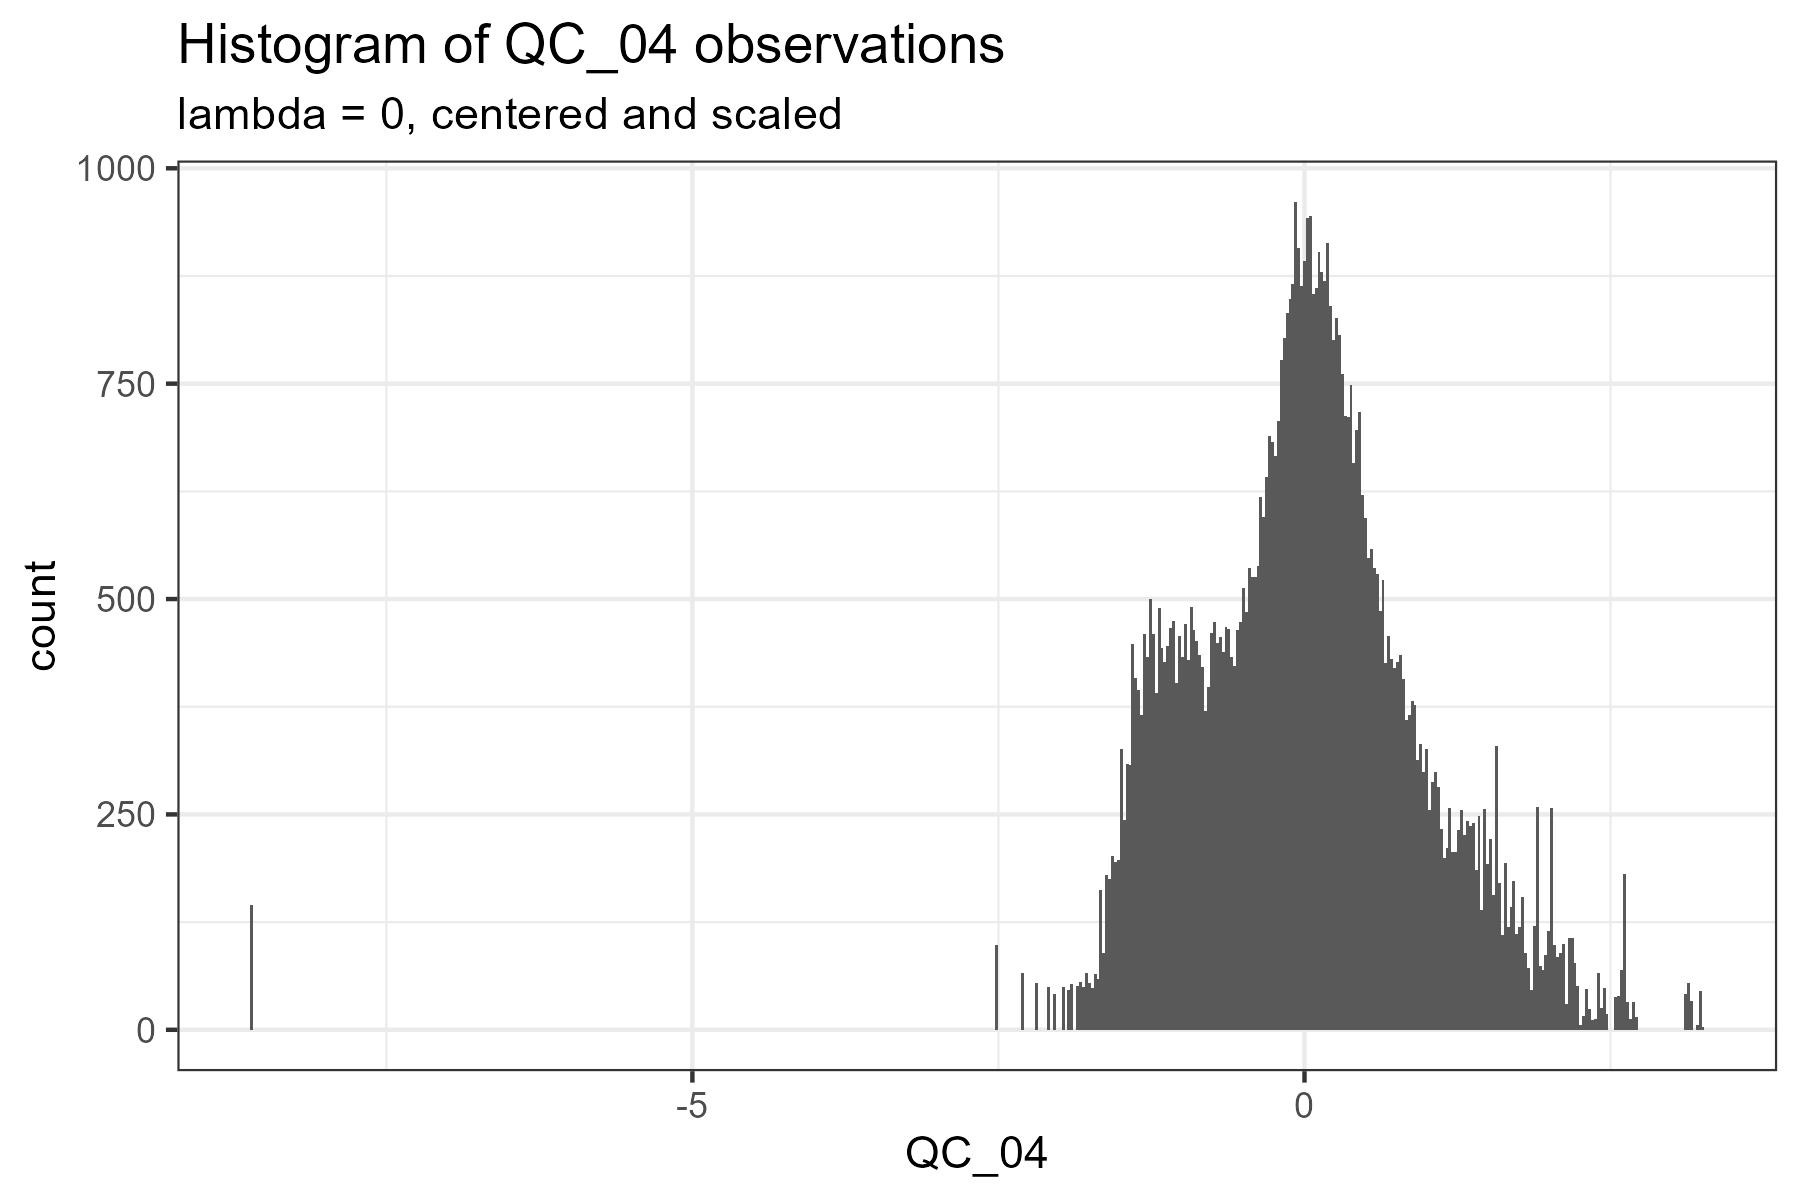 Histogram of QC_04 observations
lambda = 0, centered and scaled
1000
750
500
250
0
count
-5
0
QC_04